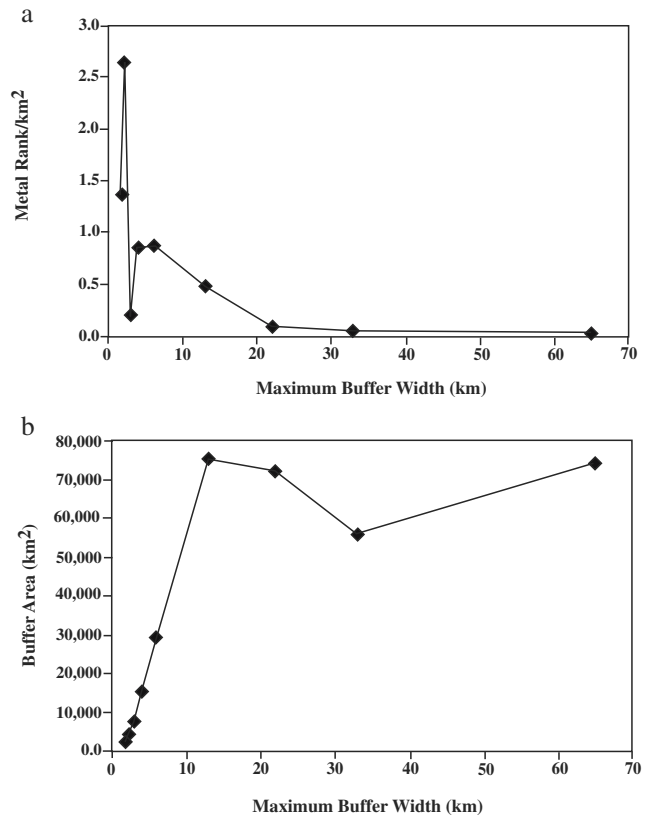 a
3.0
2.5
2.0
1.5
1.0
0.5
0.0
Metal Rank/km²
0 10 20 30 40 50 60 70
Maximum Buffer Width (km)
b
80,000
70,000
60,000
50,000
40,000
30,000
20,000
10,000
0.0
Buffer Area (km²)
0 10 20 30 40 50 60 70
Maximum Buffer Width (km)